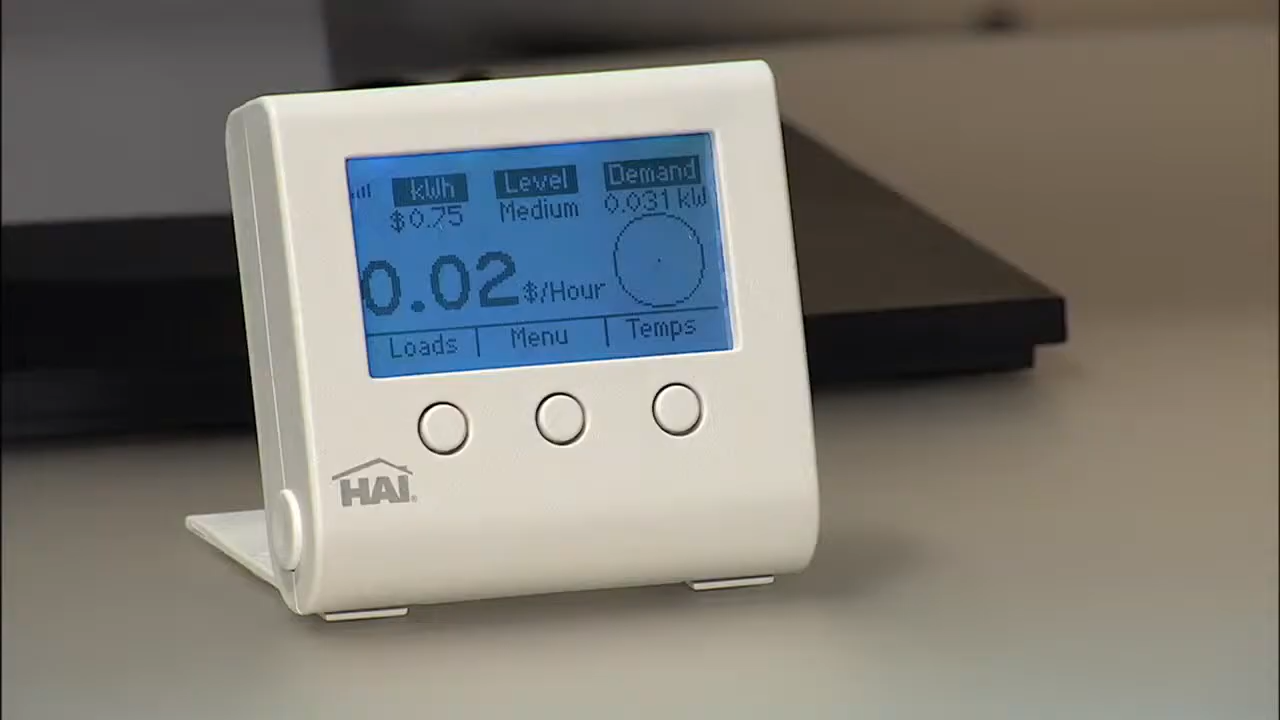 kWh Level Demand
$0.75 Medium 0.031 kW
0.02 $/Hour
Loads Menu Temps
HAI®